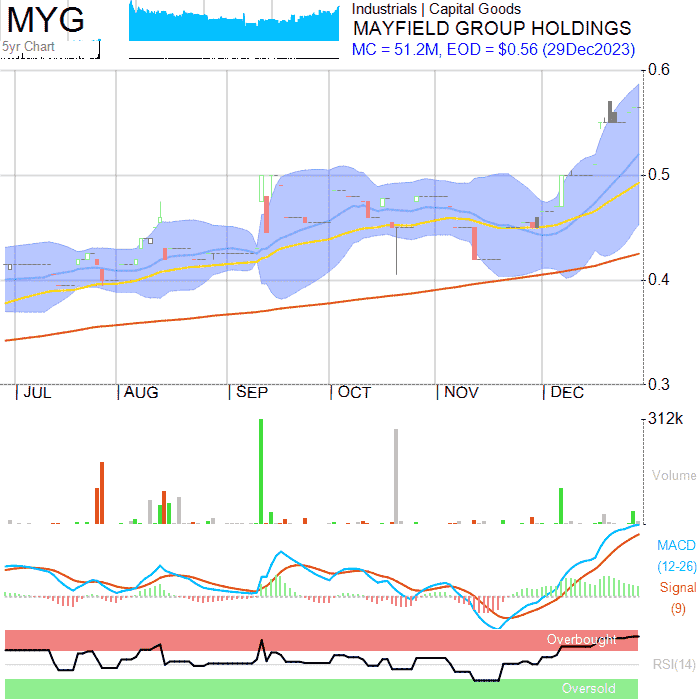 MYG
5yr Chart
Industrials | Capital Goods
MAYFIELD GROUP HOLDINGS
MC = 51.2M, EOD = $0.56 (29Dec2023)
0.6
0.5
0.4
0.3
JUL AUG SEP OCT NOV DEC
312k
Volume
MACD
(12-26)
Signal
(9)
Overbought
RSI(14)
Oversold